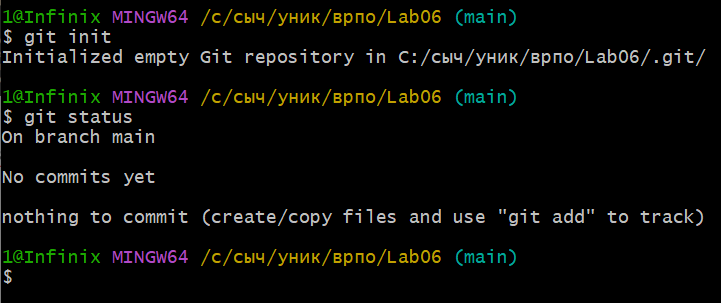 1@Infinix MINGW64 /c/сыч/уник/врпо/Lab06 (main)
$ git init
Initialized empty Git repository in C:/сыч/уник/врпо/Lab06/.git/
1@Infinix MINGW64 /c/сыч/уник/врпо/Lab06 (main)
$ git status
On branch main
No commits yet
nothing to commit (create/copy files and use "git add" to track)
1@Infinix MINGW64 /c/сыч/уник/врпо/Lab06 (main)
$